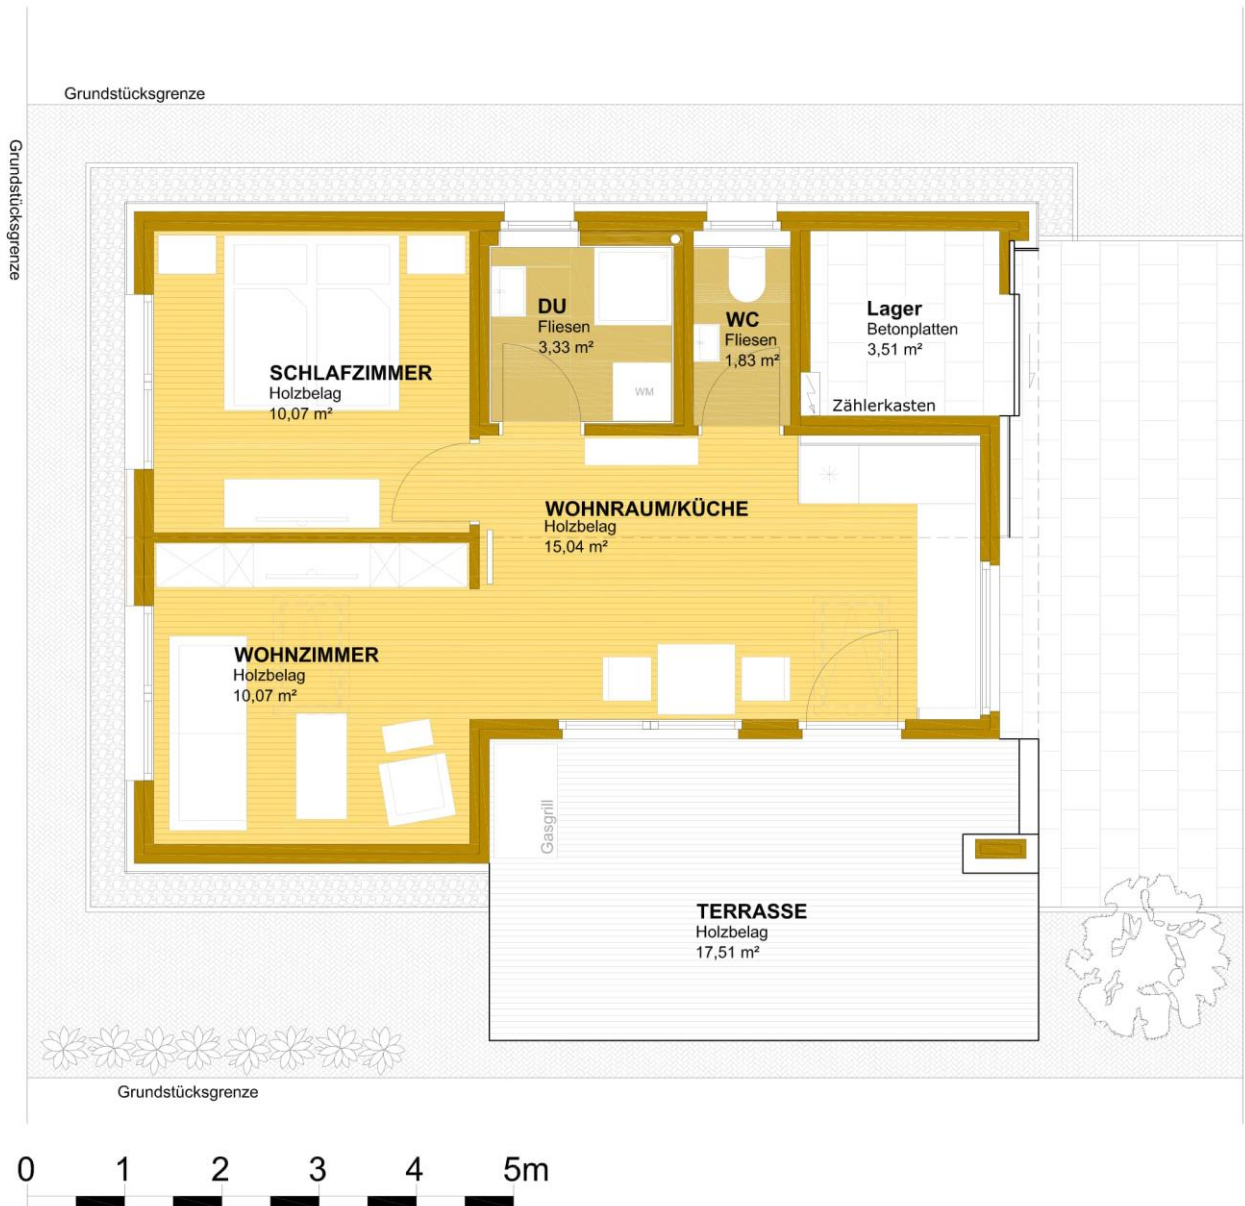 Grundstücksgrenze
Grundstücksgrenze
DU
Fliesen
3,33 m²
WC
Fliesen
1,83 m²
Lager
Betonplatten
3,51 m²
SCHLAFZIMMER
Holzbelag
10,07 m²
WM
Zählerkasten
WOHNRAUM/KÜCHE
Holzbelag
15,04 m²
WOHNZIMMER
Holzbelag
10,07 m²
Gasgrill
TERRASSE
Holzbelag
17,51 m²
Grundstücksgrenze
0 1 2 3 4 5m